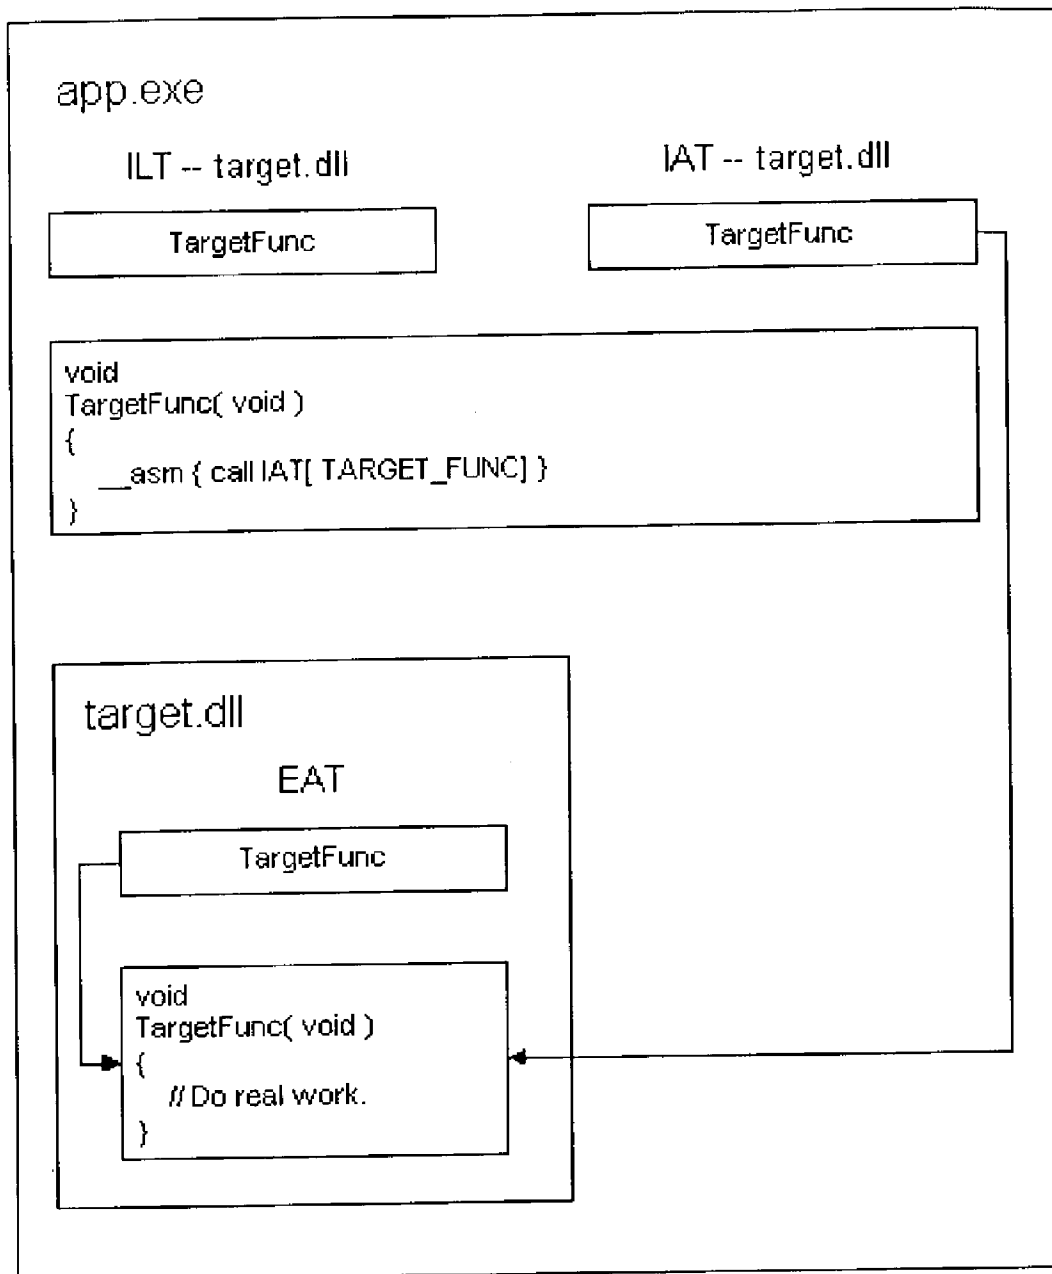 app.exe
ILT -- target.dll
IAT -- target.dll
TargetFunc
TargetFunc
void
TargetFunc( void )
{
__asm { call IAT[ TARGET_FUNC] }
}
target.dll
EAT
TargetFunc
void
TargetFunc( void )
{
// Do real work.
}